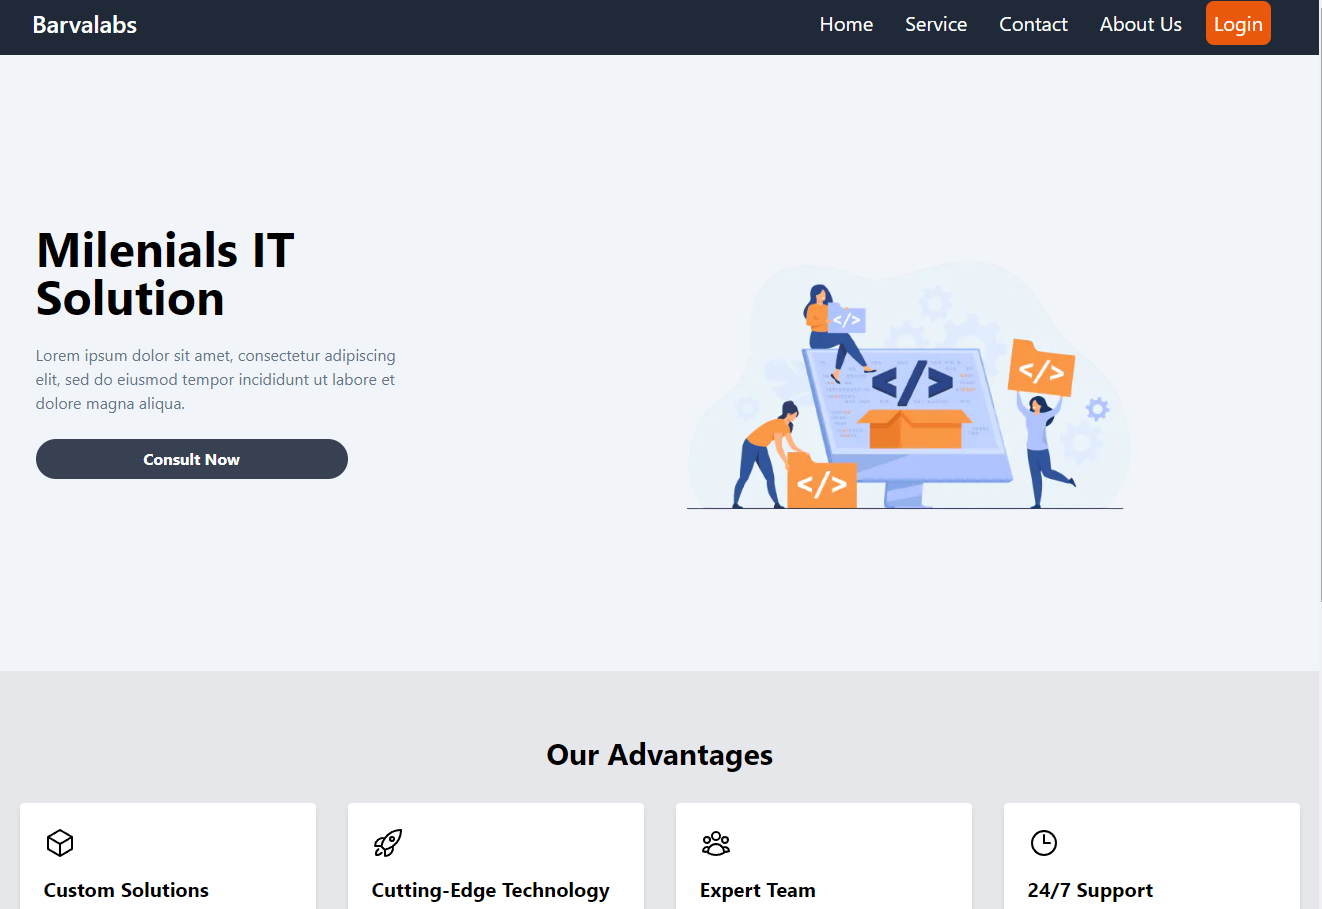 Barvalabs
Home
Service
Contact
About Us
Login
Milenials IT
Solution
Lorem ipsum dolor sit amet, consectetur adipiscing
elit, sed do eiusmod tempor incididunt ut labore et
dolore magna aliqua.
Consult Now
</>
</>
</>
</>
Our Advantages
Custom Solutions
Cutting-Edge Technology
Expert Team
24/7 Support